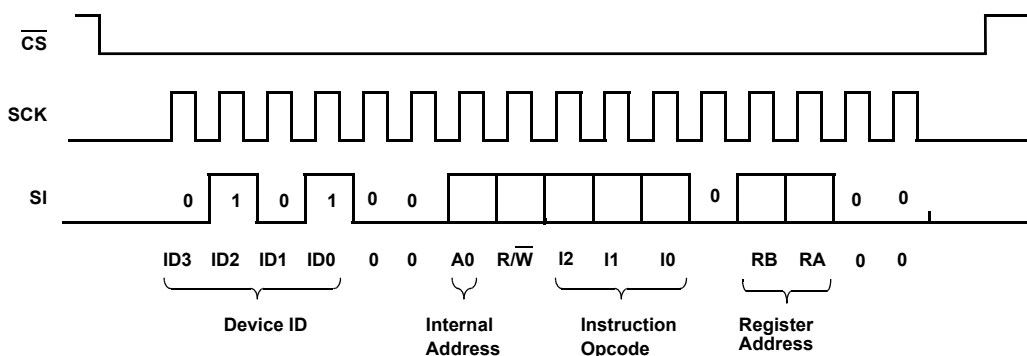 CS
SCK
SI
0 1 0 1 0 0 0 0 0
ID3 ID2 ID1 ID0 0 0 A0 R/W I2 I1 I0 RB RA 0 0
Device ID
Internal
Address
Instruction
Opcode
Register
Address